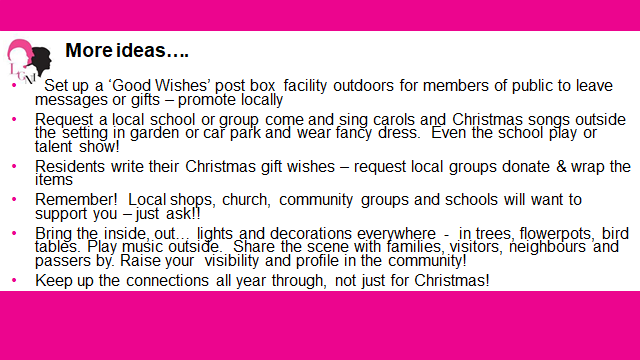 LGM
More ideas....
• Set up a ‘Good Wishes’ post box facility outdoors for members of public to leave
messages or gifts – promote locally
• Request a local school or group come and sing carols and Christmas songs outside
the setting in garden or car park and wear fancy dress. Even the school play or
talent show!
• Residents write their Christmas gift wishes – request local groups donate & wrap the
items
• Remember! Local shops, church, community groups and schools will want to
support you – just ask!!
• Bring the inside, out… lights and decorations everywhere - in trees, flowerpots, bird
tables. Play music outside. Share the scene with families, visitors, neighbours and
passers by. Raise your visibility and profile in the community!
• Keep up the connections all year through, not just for Christmas!